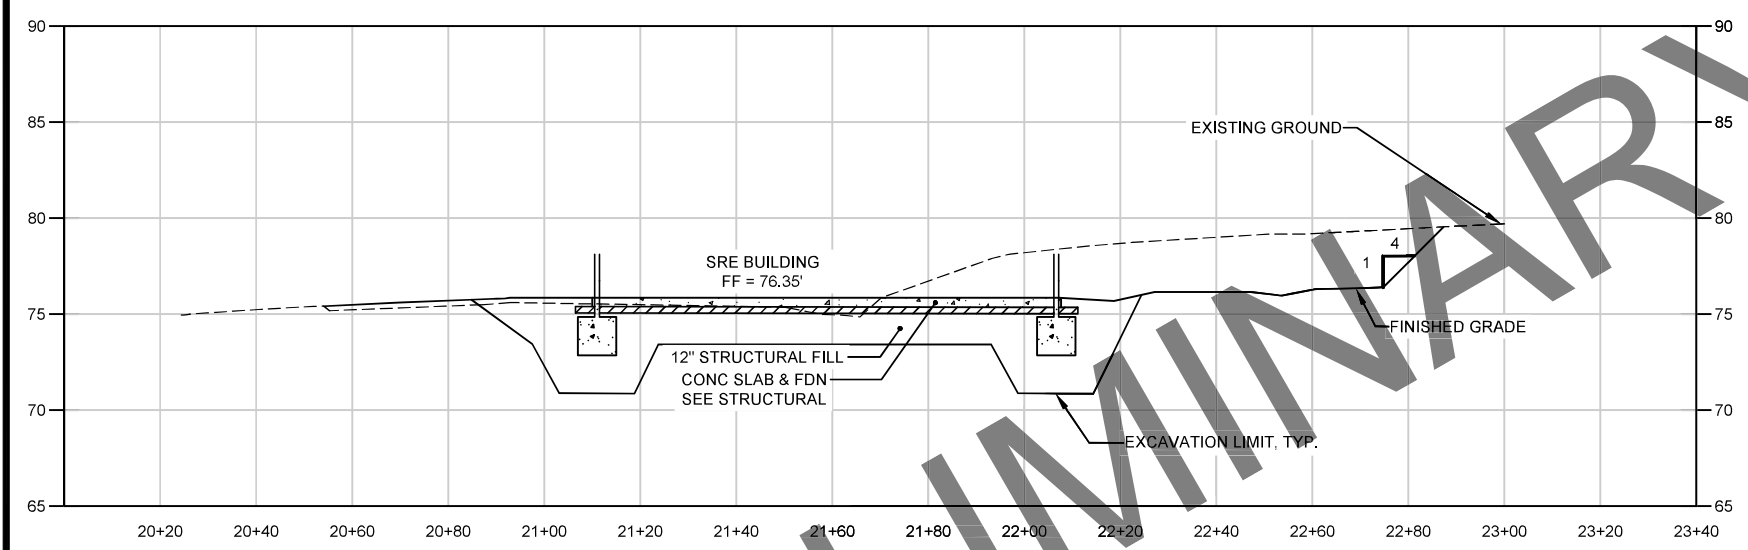 90
90
85
85
EXISTING GROUND
80
80
4
1
SRE BUILDING
FF = 76.35'
75
75
FINISHED GRADE
12" STRUCTURAL FILL
CONC SLAB & FDN
SEE STRUCTURAL
70
70
EXCAVATION LIMIT, TYP.
65
65
20+20 20+40 20+60 20+80 21+00 21+20 21+40 21+60 21+80 22+00 22+20 22+40 22+60 22+80 23+00 23+20 23+40
IMINARY